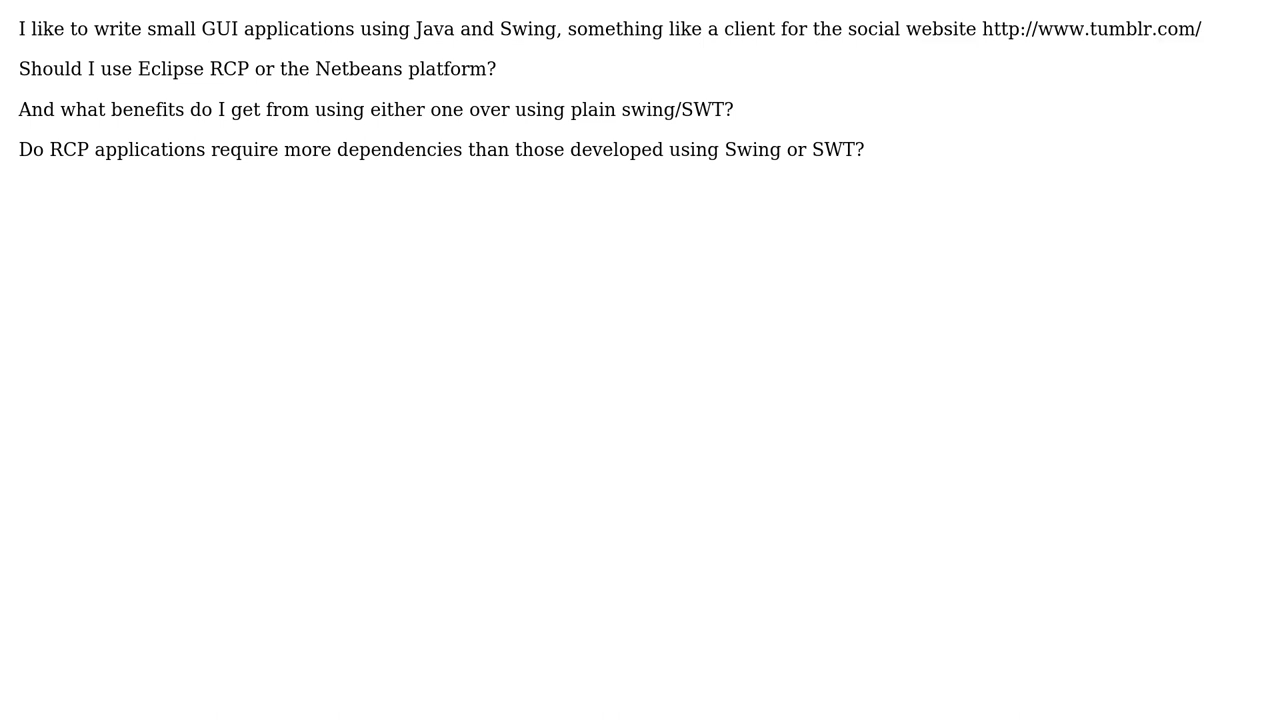 I like to write small GUI applications using Java and Swing, something like a client for the social website http://www.tumblr.com/
Should I use Eclipse RCP or the Netbeans platform?
And what benefits do I get from using either one over using plain swing/SWT?
Do RCP applications require more dependencies than those developed using Swing or SWT?